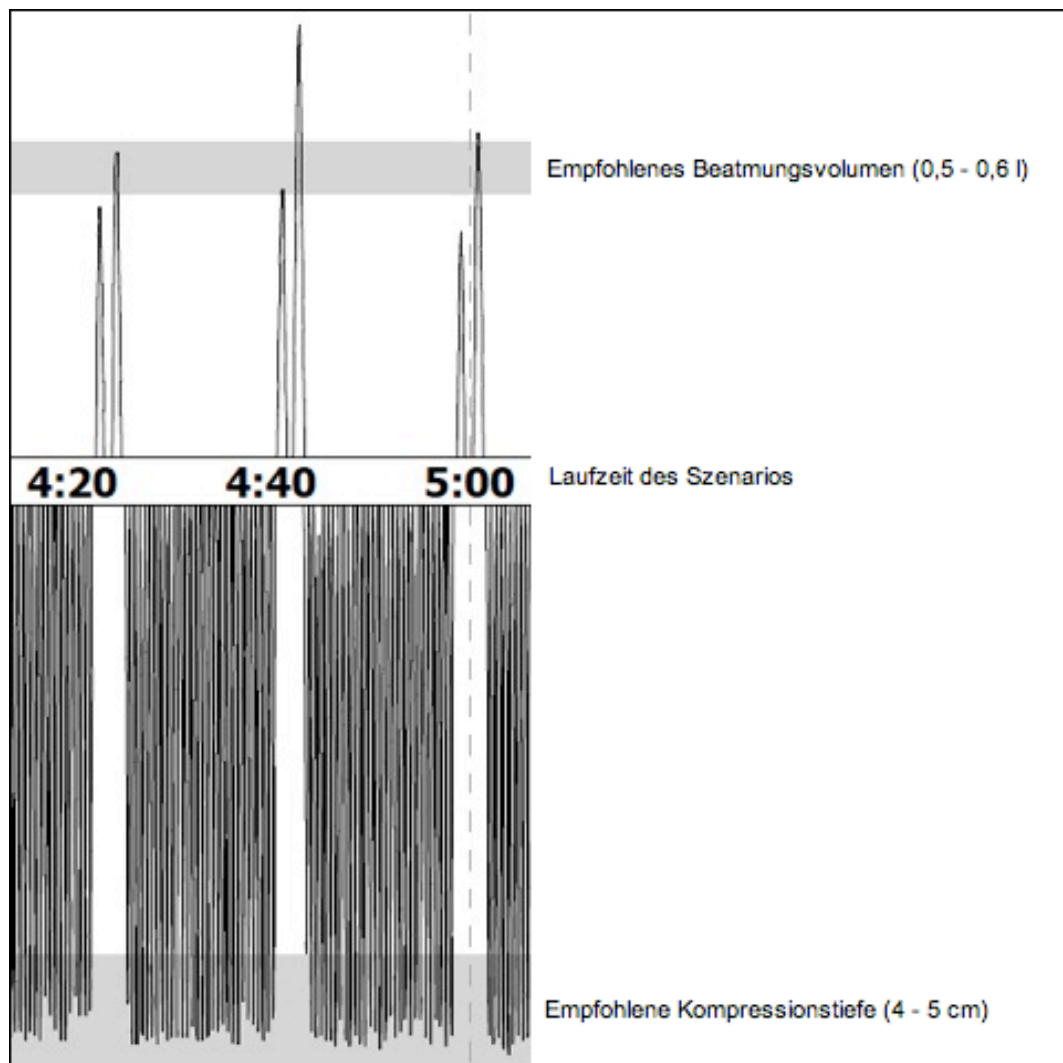 Empfohlenes Beatmungsvolumen (0,5 - 0,6 l)
4:20 4:40 5:00 Laufzeit des Szenarios
Empfohlene Kompressionstiefe (4 - 5 cm)